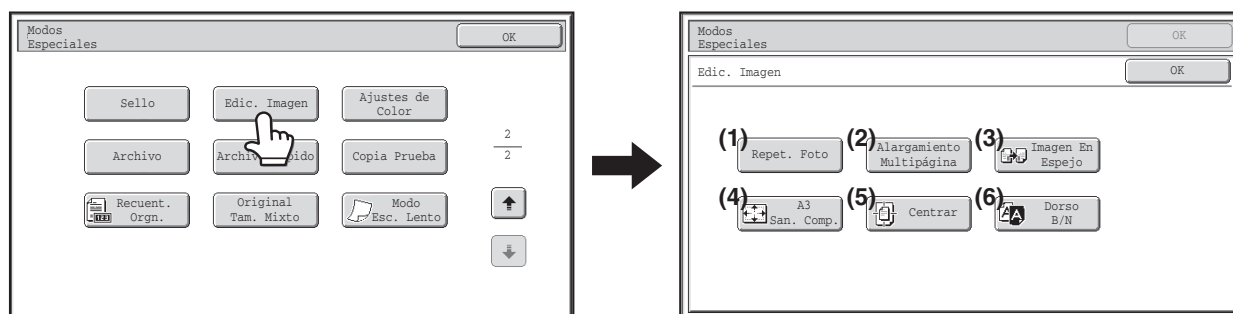 Modos
Especiales
OK
Sello
Edic. Imagen
Ajustes de
Color
Archivo
Copia Prueba
Recuent.
Orgn.
Original
Tam. Mixto
Modo
Esc. Lento
2
2
Modos
Especiales
OK
Edic. Imagen
OK
(1)
Repet. Foto
(2)
Alargamiento
Multipágina
(3)
Imagen En
Espejo
(4)
A3
San. Comp.
(5)
Centrar
(6)
Dorso
B/N